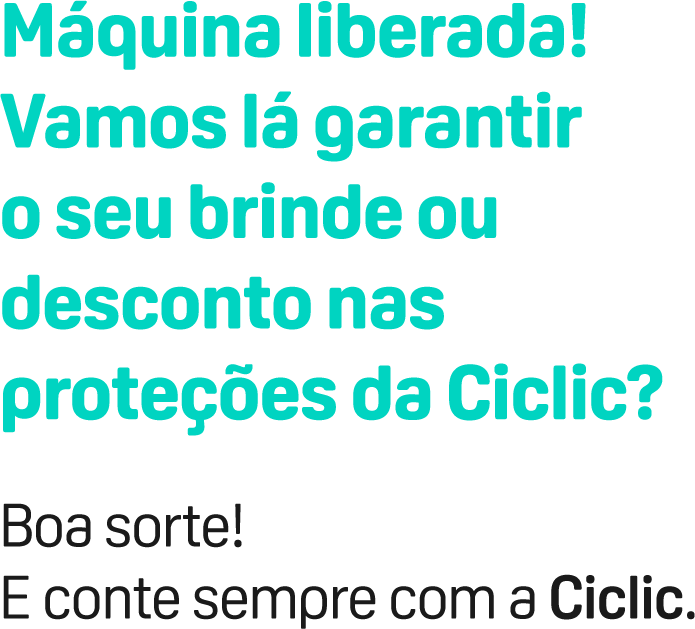 Máquina liberada!
Vamos lá garantir
o seu brinde ou
desconto nas
proteções da Ciclic?
Boa sorte!
E conte sempre com a Ciclic.